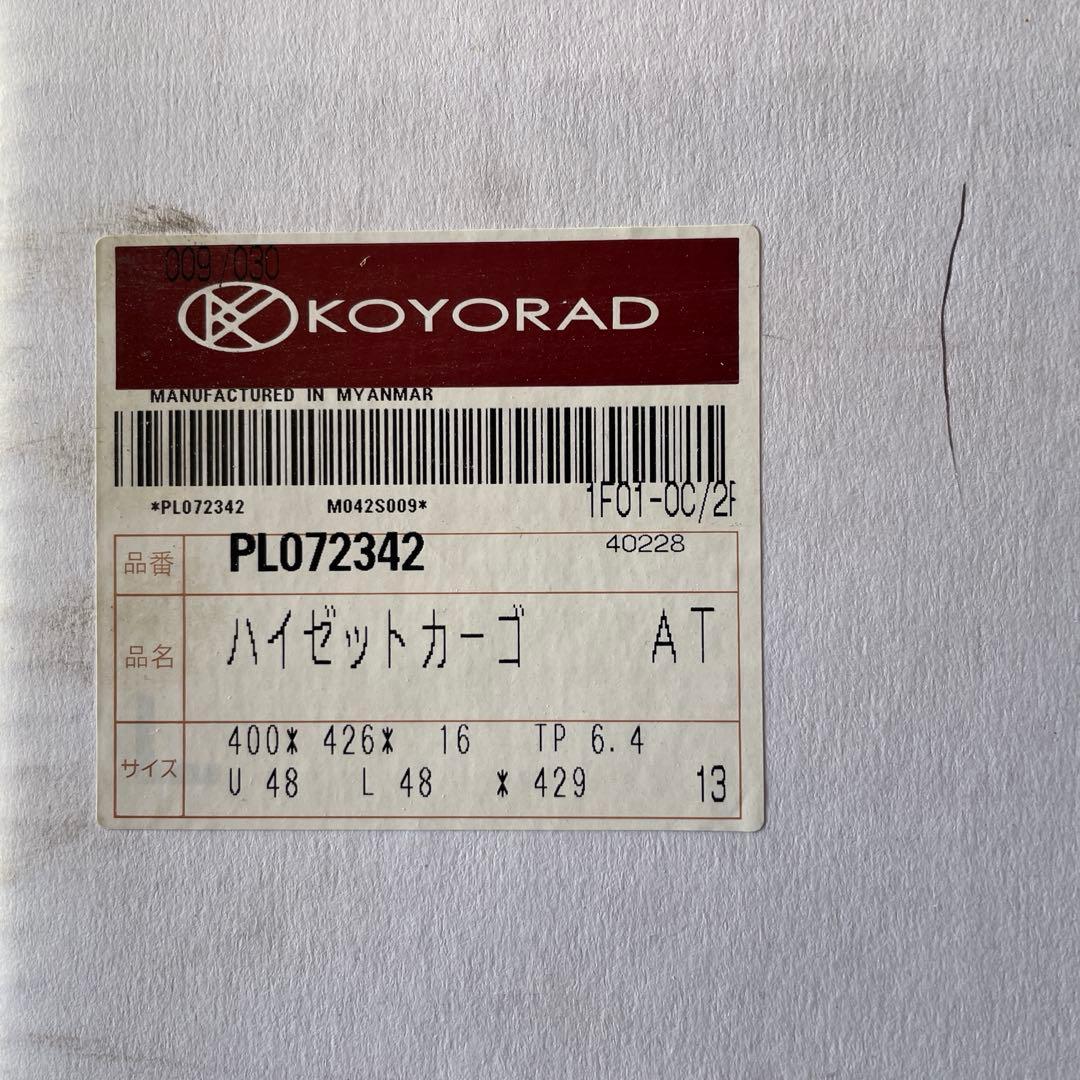 009/030
KOYORAD
MANUFACTURED IN MYANMAR
*PL072342 M042S009*
1F01-0C/2F
品番 PL072342 40228
品名 ハイゼットカーゴ AT
サイズ 400* 426* 16 TP 6.4
U 48 L 48 * 429 13